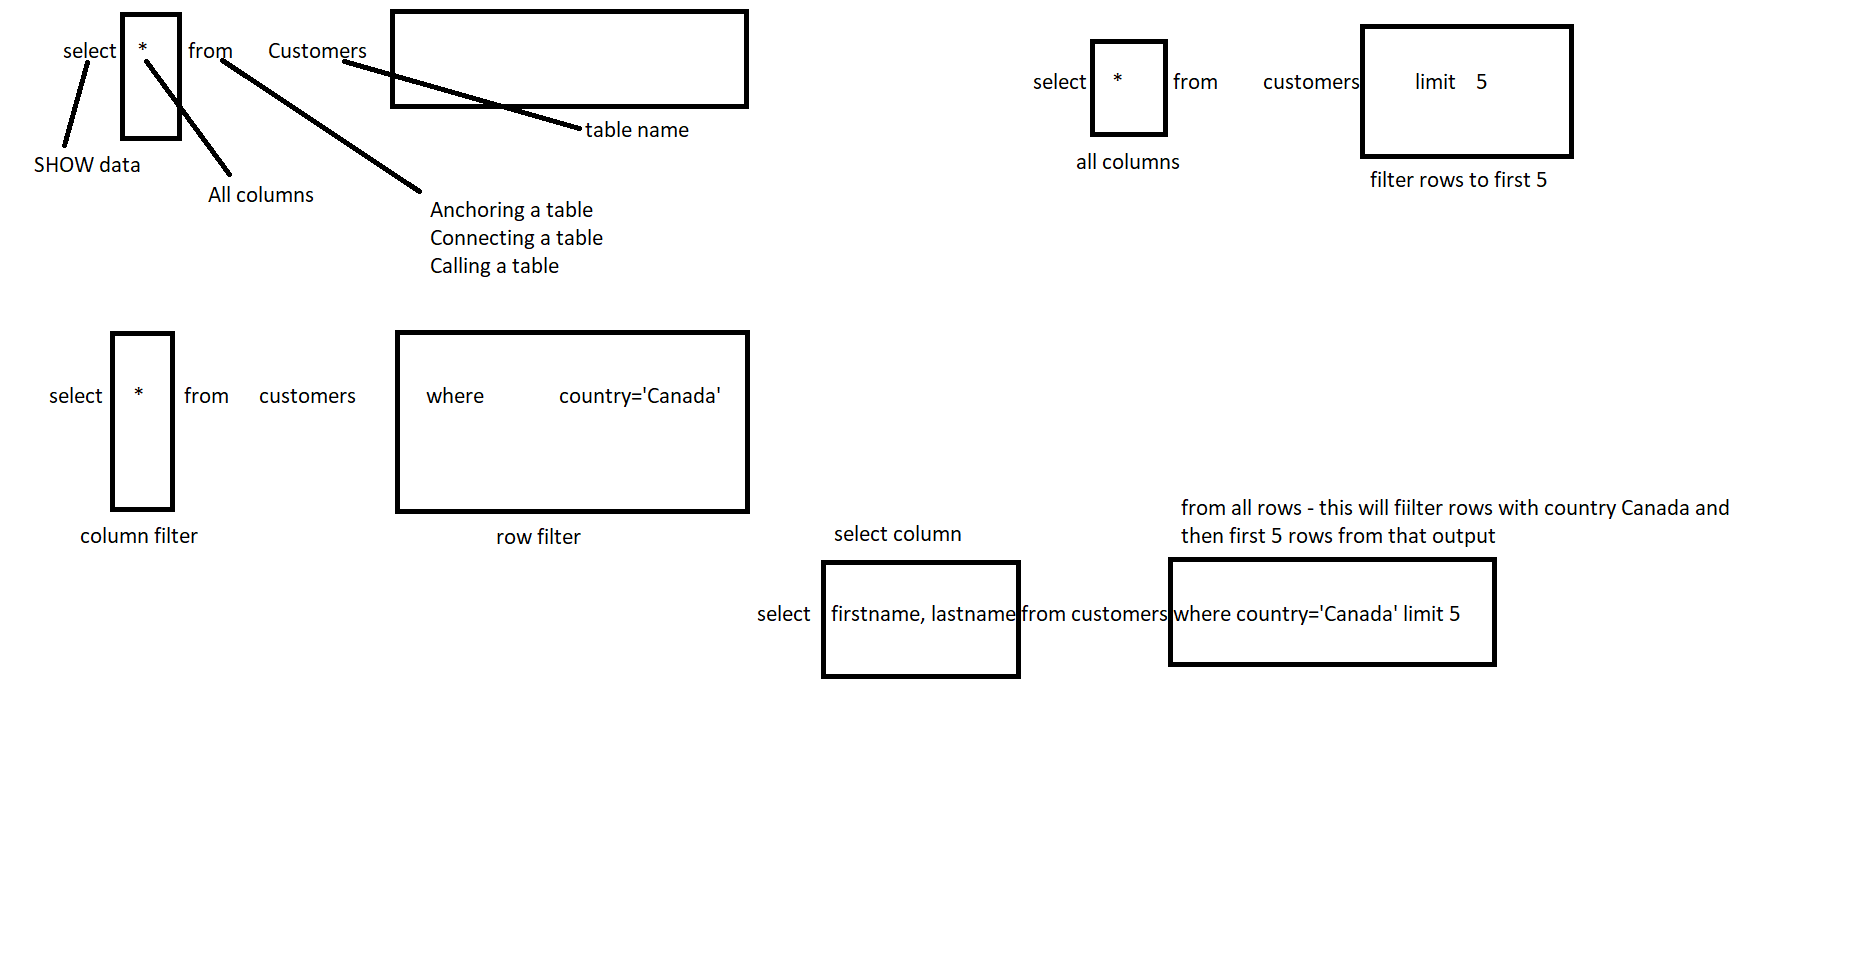 select * from Customers
table name
SHOW data
All columns
Anchoring a table
Connecting a table
Calling a table
select * from customers limit 5
all columns
filter rows to first 5
select * from customers where country='Canada'
column filter
row filter
select column
from all rows - this will fiilter rows with country Canada and
then first 5 rows from that output
select firstname, lastname from customers where country='Canada' limit 5